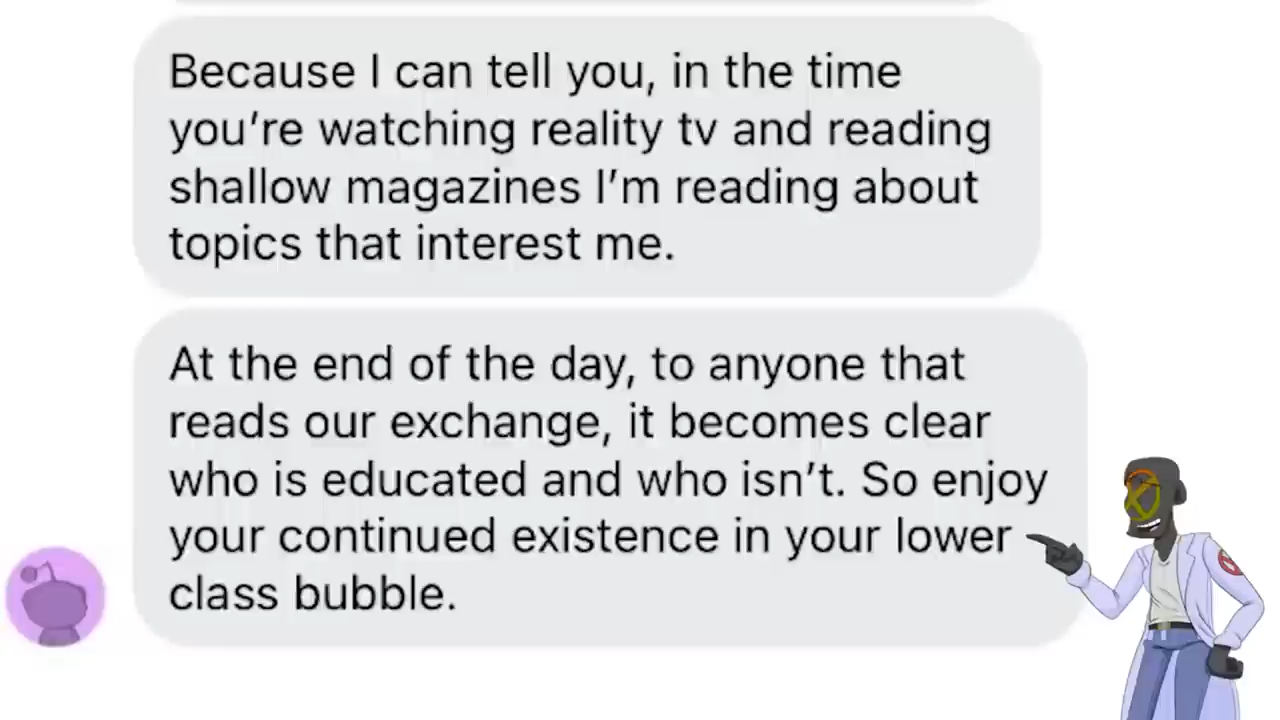 Because I can tell you, in the time
you’re watching reality tv and reading
shallow magazines I’m reading about
topics that interest me.
At the end of the day, to anyone that
reads our exchange, it becomes clear
who is educated and who isn’t. So enjoy
your continued existence in your lower
class bubble.